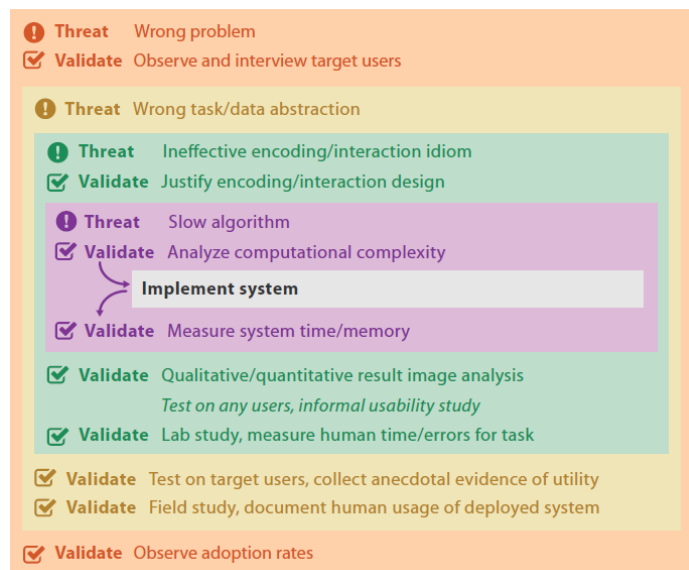 Threat Wrong problem
Validate Observe and interview target users
Threat Wrong task/data abstraction
Threat Ineffective encoding/interaction idiom
Validate Justify encoding/interaction design
Threat Slow algorithm
Validate Analyze computational complexity
Implement system
Validate Measure system time/memory
Validate Qualitative/quantitative result image analysis
Test on any users, informal usability study
Validate Lab study, measure human time/errors for task
Validate Test on target users, collect anecdotal evidence of utility
Validate Field study, document human usage of deployed system
Validate Observe adoption rates